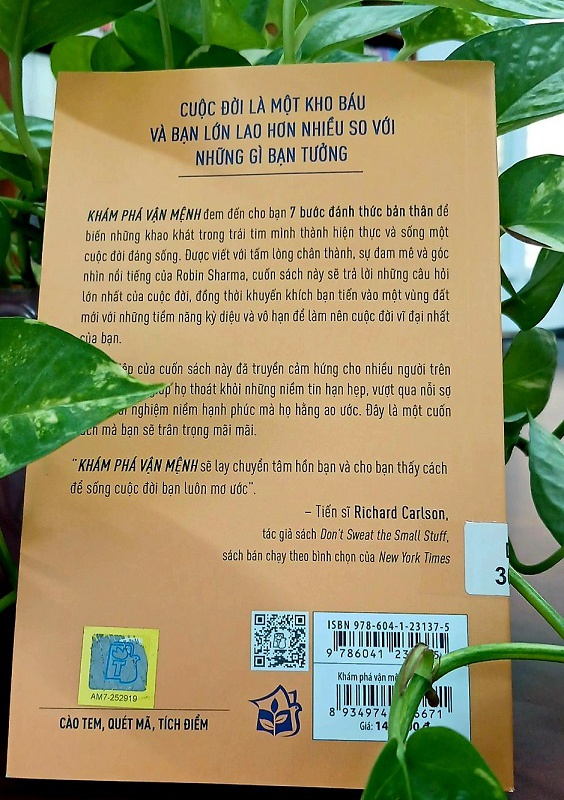 CUỘC ĐỜI LÀ MỘT KHO BÁU
VÀ BẠN LỚN LAO HƠN NHIỀU SO VỚI
NHỮNG GÌ BẠN TƯỞNG
KHÁM PHÁ VẬN MỆNH đem đến cho bạn 7 bước đánh thức bản thân để
biến những khao khát trong trái tim mình thành hiện thực và sống một
cuộc đời đáng sống. Được viết với tấm lòng chân thành, sự đam mê và góc
nhìn nổi tiếng của Robin Sharma, cuốn sách này sẽ trả lời những câu hỏi
lớn nhất của cuộc đời, đồng thời khuyến khích bạn tiến vào một vùng đất
mới với những tiềm năng kỳ diệu và vô hạn để làm nên cuộc đời vĩ đại nhất
của bạn.
của cuốn sách này đã truyền cảm hứng cho nhiều người trên
họ thoát khỏi những niềm tin hạn hẹp, vượt qua nỗi sợ
nghiệm niềm hạnh phúc mà họ hằng ao ước. Đây là một cuốn
mà bạn sẽ trân trọng mãi mãi.
"KHÁM PHÁ VẬN MỆNH sẽ lay chuyển tâm hồn bạn và cho bạn thấy cách
để sống cuộc đời bạn luôn mơ ước".
– Tiến sĩ Richard Carlson,
tác giả sách Don't Sweat the Small Stuff,
sách bán chạy theo bình chọn của New York Times
ISBN 978-604-1-23137-5
9 786041
Khám phá vận
8 934974 5671
Giá: đ
AM7-252919
CÀO TEM, QUÉT MÃ, TÍCH ĐIỂM